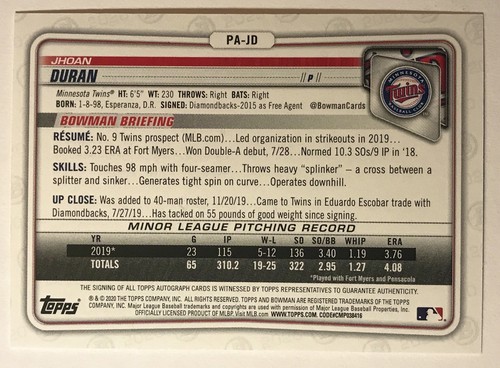 PA-JD
JHOAN
DURAN //P//
Minnesota Twins® HT: 6'5" WT: 230 THROWS: Right BATS: Right
BORN: 1-8-98, Esperanza, D.R. SIGNED: Diamondbacks-2015 as Free Agent @BowmanCards
MINNESOTA
Twins
BASEBALL CLUB
BOWMAN BRIEFING
RÉSUMÉ: No. 9 Twins prospect (MLB.com)...Led organization in strikeouts in 2019...
Booked 3.23 ERA at Fort Myers...Won Double-A debut, 7/28...Normed 10.3 SOs/9 IP in '18.
SKILLS: Touches 98 mph with four-seamer...Throws heavy "splinker" – a cross between a
splitter and sinker...Generates tight spin on curve...Operates downhill.
UP CLOSE: Was added to 40-man roster, 11/20/19...Came to Twins in Eduardo Escobar trade with
Diamondbacks, 7/27/19...Has tacked on 55 pounds of good weight since signing.
MINOR LEAGUE PITCHING RECORD
YR G IP W-L SO SO/BB WHIP ERA
2019* 23 115 5-12 136 3.40 1.19 3.76
TOTALS 65 310.2 19-25 322 2.95 1.27 4.08
*Played with Fort Myers and Pensacola
THE SIGNING OF ALL TOPPS AUTOGRAPH CARDS IS WITNESSED BY TOPPS REPRESENTATIVES TO GUARANTEE AUTHENTICITY.
® & © 2020 THE TOPPS COMPANY, INC. ALL RIGHTS RESERVED. TOPPS AND BOWMAN ARE REGISTERED TRADEMARKS OF THE TOPPS
COMPANY, INC. Major League Baseball trademarks and copyrights are used with permission of Major League Baseball Properties, Inc.
OFFICIALLY LICENSED PRODUCT OF MLBP. Visit MLB.com WWW.TOPPS.COM. CODE#CMP038416
Topps